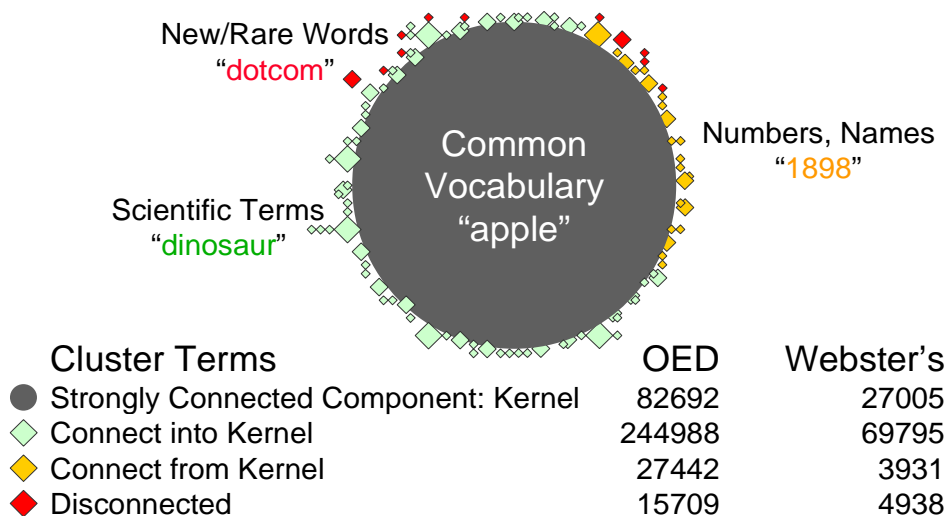 New/Rare Words
“dotcom”
Common
Vocabulary
“apple”
Numbers, Names
“1898”
Scientific Terms
“dinosaur”
Cluster Terms OED Webster's
Strongly Connected Component: Kernel 82692 27005
Connect into Kernel 244988 69795
Connect from Kernel 27442 3931
Disconnected 15709 4938